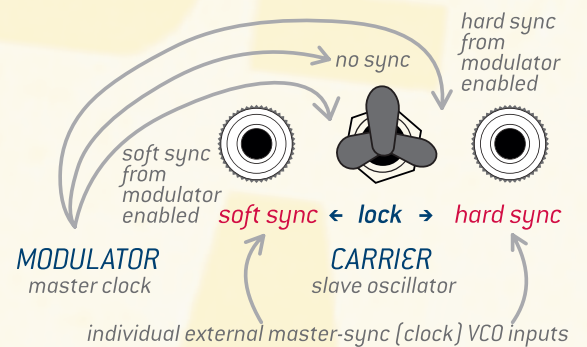 hard sync
from
modulator
enabled
no sync
soft sync
from
modulator
enabled
soft sync ← lock → hard sync
MODULATOR
master clock
CARRIER
slave oscillator
individual external master-sync (clock) VCO inputs